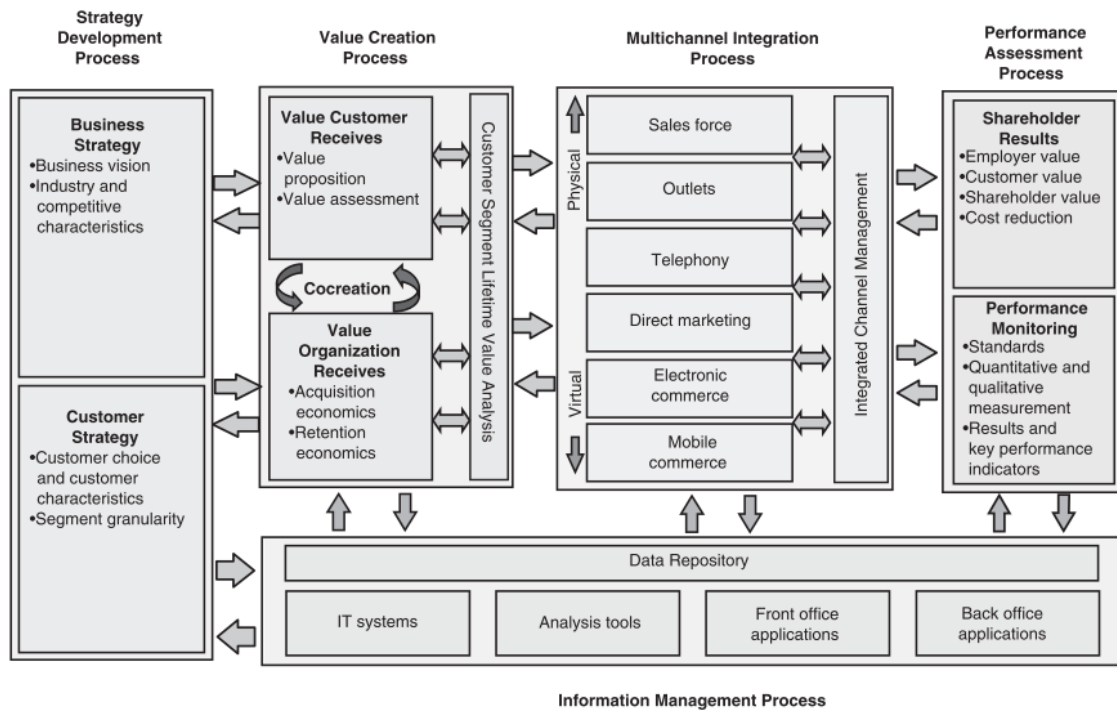 Strategy
Development
Process
Value Creation
Process
Multichannel Integration
Process
Performance
Assessment
Process
Business
Strategy
•Business vision
•Industry and
competitive
characteristics
Customer
Strategy
•Customer choice
and customer
characteristics
•Segment granularity
Value Customer
Receives
•Value
proposition
•Value assessment
Cocreation
Value
Organization
Receives
•Acquisition
economics
•Retention
economics
Customer Segment Lifetime Value Analysis
Physical
Virtual
Sales force
Outlets
Telephony
Direct marketing
Electronic
commerce
Mobile
commerce
Integrated Channel Management
Shareholder
Results
•Employer value
•Customer value
•Shareholder value
•Cost reduction
Performance
Monitoring
•Standards
•Quantitative and
qualitative
measurement
•Results and
key performance
indicators
Data Repository
IT systems
Analysis tools
Front office
applications
Back office
applications
Information Management Process